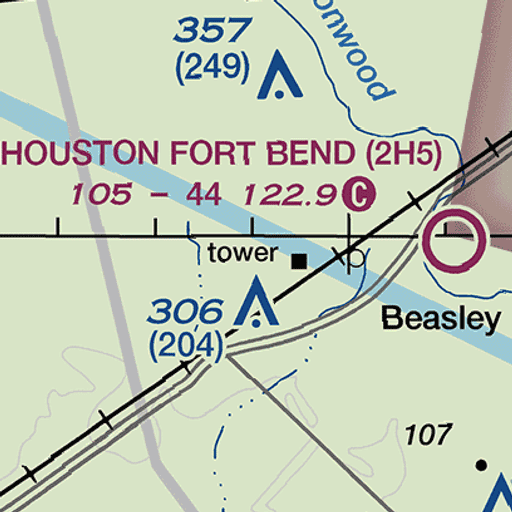 onwood
357
(249)
HOUSTON FORT BEND (2H5)
105 - 44 122.9 C
tower
306
(204)
Beasley
107